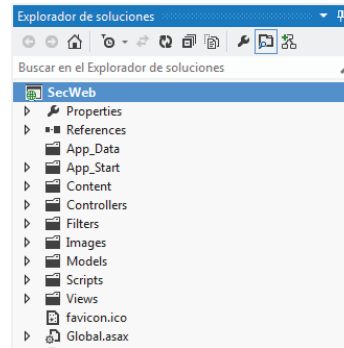 Explorador de soluciones
Buscar en el Explorador de soluciones
SecWeb
Properties
References
App_Data
App_Start
Content
Controllers
Filters
Images
Models
Scripts
Views
favicon.ico
Global.asax